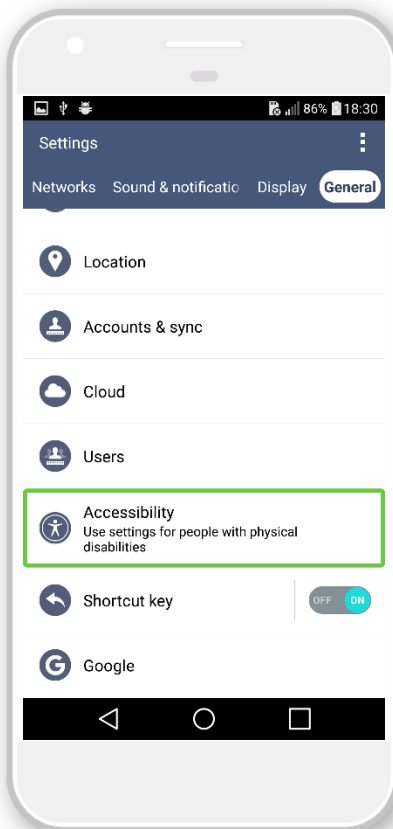 86% 18:30
Settings
Networks Sound & notificatio Display General
Location
Accounts & sync
Cloud
Users
Accessibility
Use settings for people with physical
disabilities
Shortcut key OFF ON
G Google